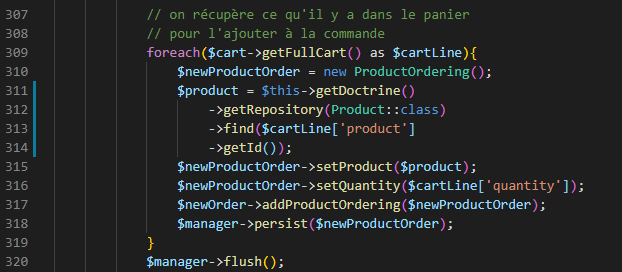 307 // on récupère ce qu'il y a dans le panier
308 // pour l'ajouter à la commande
309 foreach($cart->getFullCart() as $cartLine){
310 $newProductOrder = new ProductOrdering();
311 $product = $this->getDoctrine()
312 ->getRepository(Product::class)
313 ->find($cartLine['product']
314 ->getId());
315 $newProductOrder->setProduct($product);
316 $newProductOrder->setQuantity($cartLine['quantity']);
317 $newOrder->addProductOrdering($newProductOrder);
318 $manager->persist($newProductOrder);
319 }
320 $manager->flush();